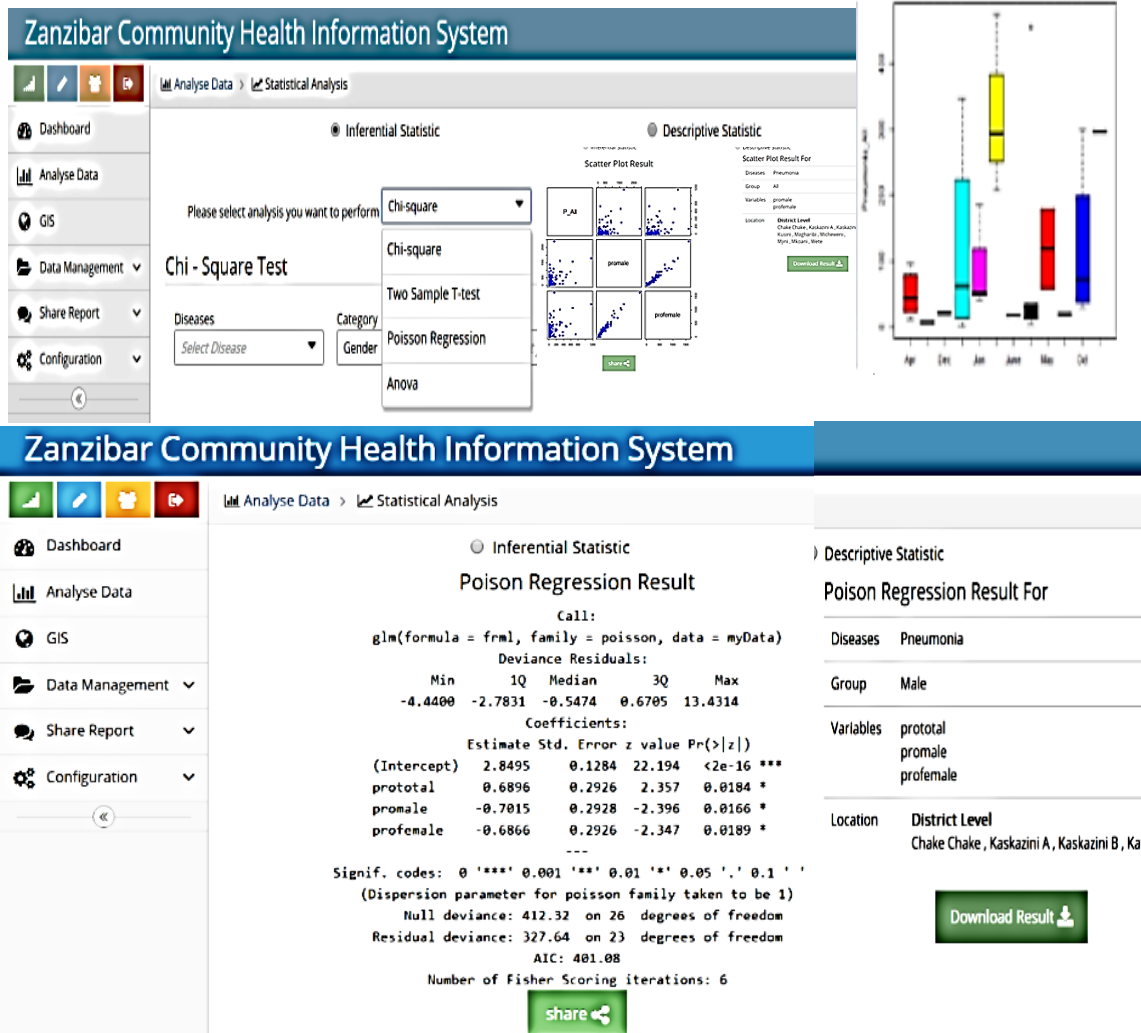 Zanzibar Community Health Information System
Analyse Data > Statistical Analysis
Dashboard
Analyse Data
GIS
Data Management
Share Report
Configuration
Inferential Statistic
Descriptive Statistic
Please select analysis you want to perform
Chi-square
Chi-square
Two Sample T-test
Poisson Regression
Anova
Chi - Square Test
Diseases
Select Disease
Category
Gender
Scatter Plot Result
P_All
promale
profemale
share
Scatter Plot Result For
Diseases Pneumonia
Group All
Variables promale
profemale
Location District Level
Download Result
Apr Dec Jan June May Oct
Zanzibar Community Health Information System
Analyse Data > Statistical Analysis
Dashboard
Analyse Data
GIS
Data Management
Share Report
Configuration
Inferential Statistic
Poison Regression Result
Call:
glm(formula = frml, family = poisson, data = myData)
Deviance Residuals:
Min 1Q Median 3Q Max
-4.4400 -2.7831 -0.5474 0.6705 13.4314
Coefficients:
Estimate Std. Error z value Pr(>|z|)
(Intercept) 2.8495 0.1284 22.194 <2e-16 ***
prototal 0.6896 0.2926 2.357 0.0184 *
promale -0.7015 0.2928 -2.396 0.0166 *
profemale -0.6866 0.2926 -2.347 0.0189 *
---
Signif. codes: 0 '***' 0.001 '**' 0.01 '*' 0.05 '.' 0.1 ' '
(Dispersion parameter for poisson family taken to be 1)
Null deviance: 412.32 on 26 degrees of freedom
Residual deviance: 327.64 on 23 degrees of freedom
AIC: 401.08
Number of Fisher Scoring iterations: 6
share
Descriptive Statistic
Poison Regression Result For
Diseases Pneumonia
Group Male
Variables prototal
promale
profemale
Location District Level
Chake Chake , Kaskazini A , Kaskazini B , Ka
Download Result